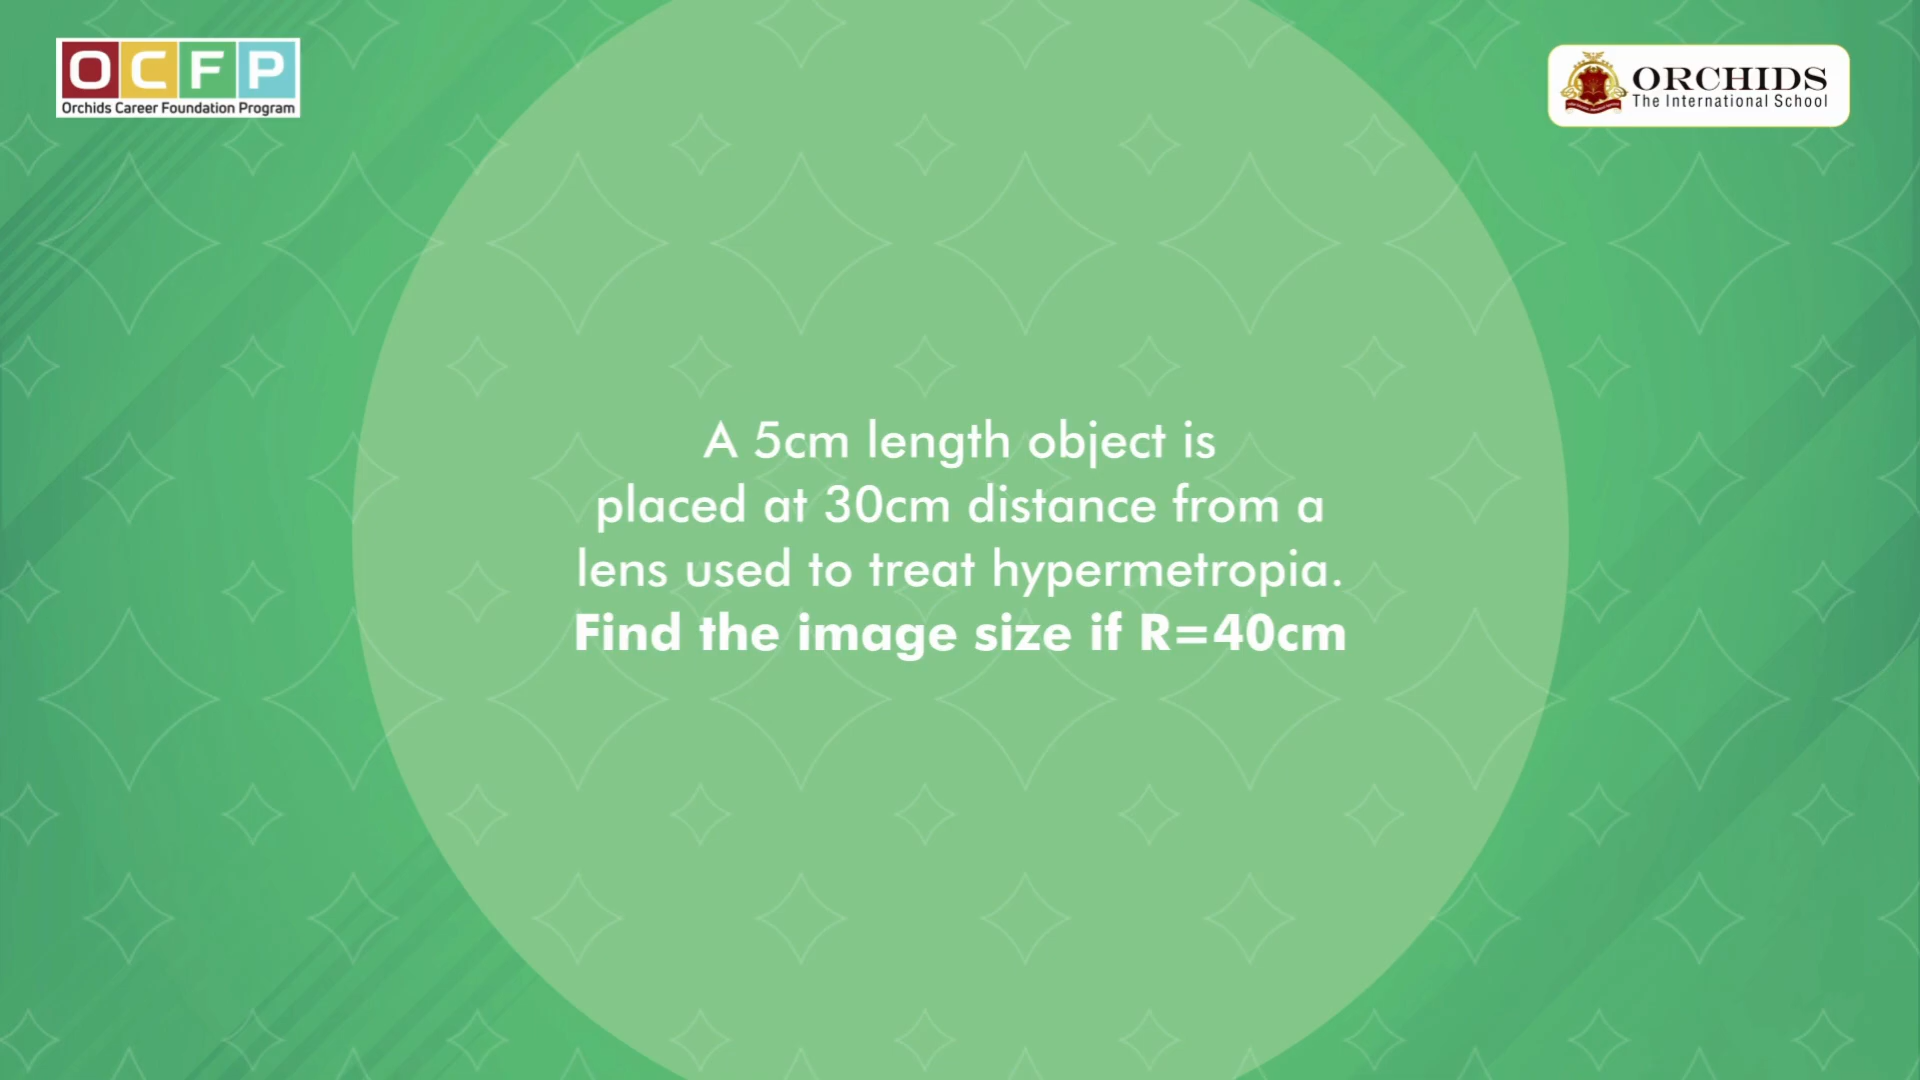 OCFP
Orchids Career Foundation Program
ORCHIDS
The International School
A 5cm length object is
placed at 30cm distance from a
lens used to treat hypermetropia.
Find the image size if R=40cm